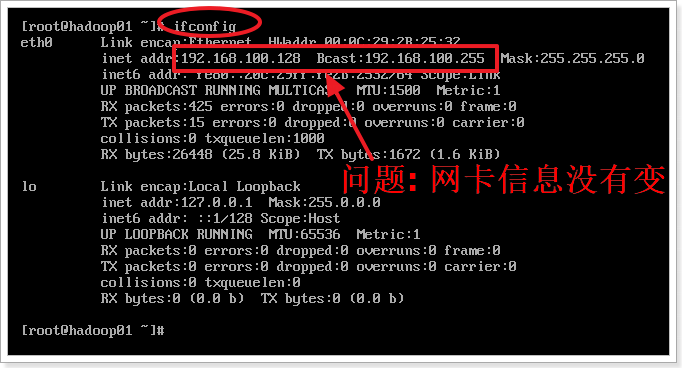 [root@hadoop01 ~]# ifconfig
eth0 Link encap:Ethernet HWaddr 00:0C:29:2B:25:32
inet addr:192.168.100.128 Bcast:192.168.100.255 Mask:255.255.255.0
inet6 addr: Scope:Link
UP BROADCAST RUNNING MULTICAST MTU:1500 Metric:1
RX packets:425 errors:0 dropped:0 overruns:0 frame:0
TX packets:15 errors:0 dropped:0 overruns:0 carrier:0
collisions:0 txqueuelen:1000
RX bytes:26448 (25.8 KiB) TX bytes:1672 (1.6 KiB)
问题: 网卡信息没有变
lo Link encap:Local Loopback
inet addr:127.0.0.1 Mask:255.0.0.0
inet6 addr: ::1/128 Scope:Host
UP LOOPBACK RUNNING MTU:65536 Metric:1
RX packets:0 errors:0 dropped:0 overruns:0 frame:0
TX packets:0 errors:0 dropped:0 overruns:0 carrier:0
collisions:0 txqueuelen:0
RX bytes:0 (0.0 b) TX bytes:0 (0.0 b)
[root@hadoop01 ~]#